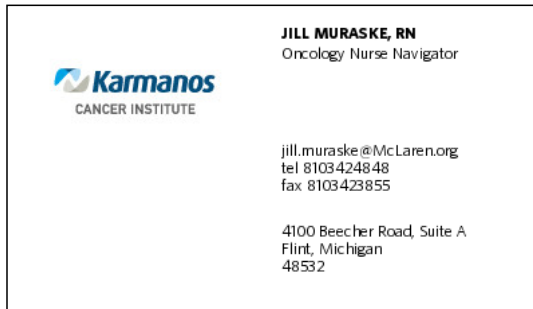 JILL MURASKE, RN
Oncology Nurse Navigator
Karmanos
CANCER INSTITUTE
jill.muraske@McLaren.org
tel 8103424848
fax 8103423855
4100 Beecher Road, Suite A
Flint, Michigan
48532